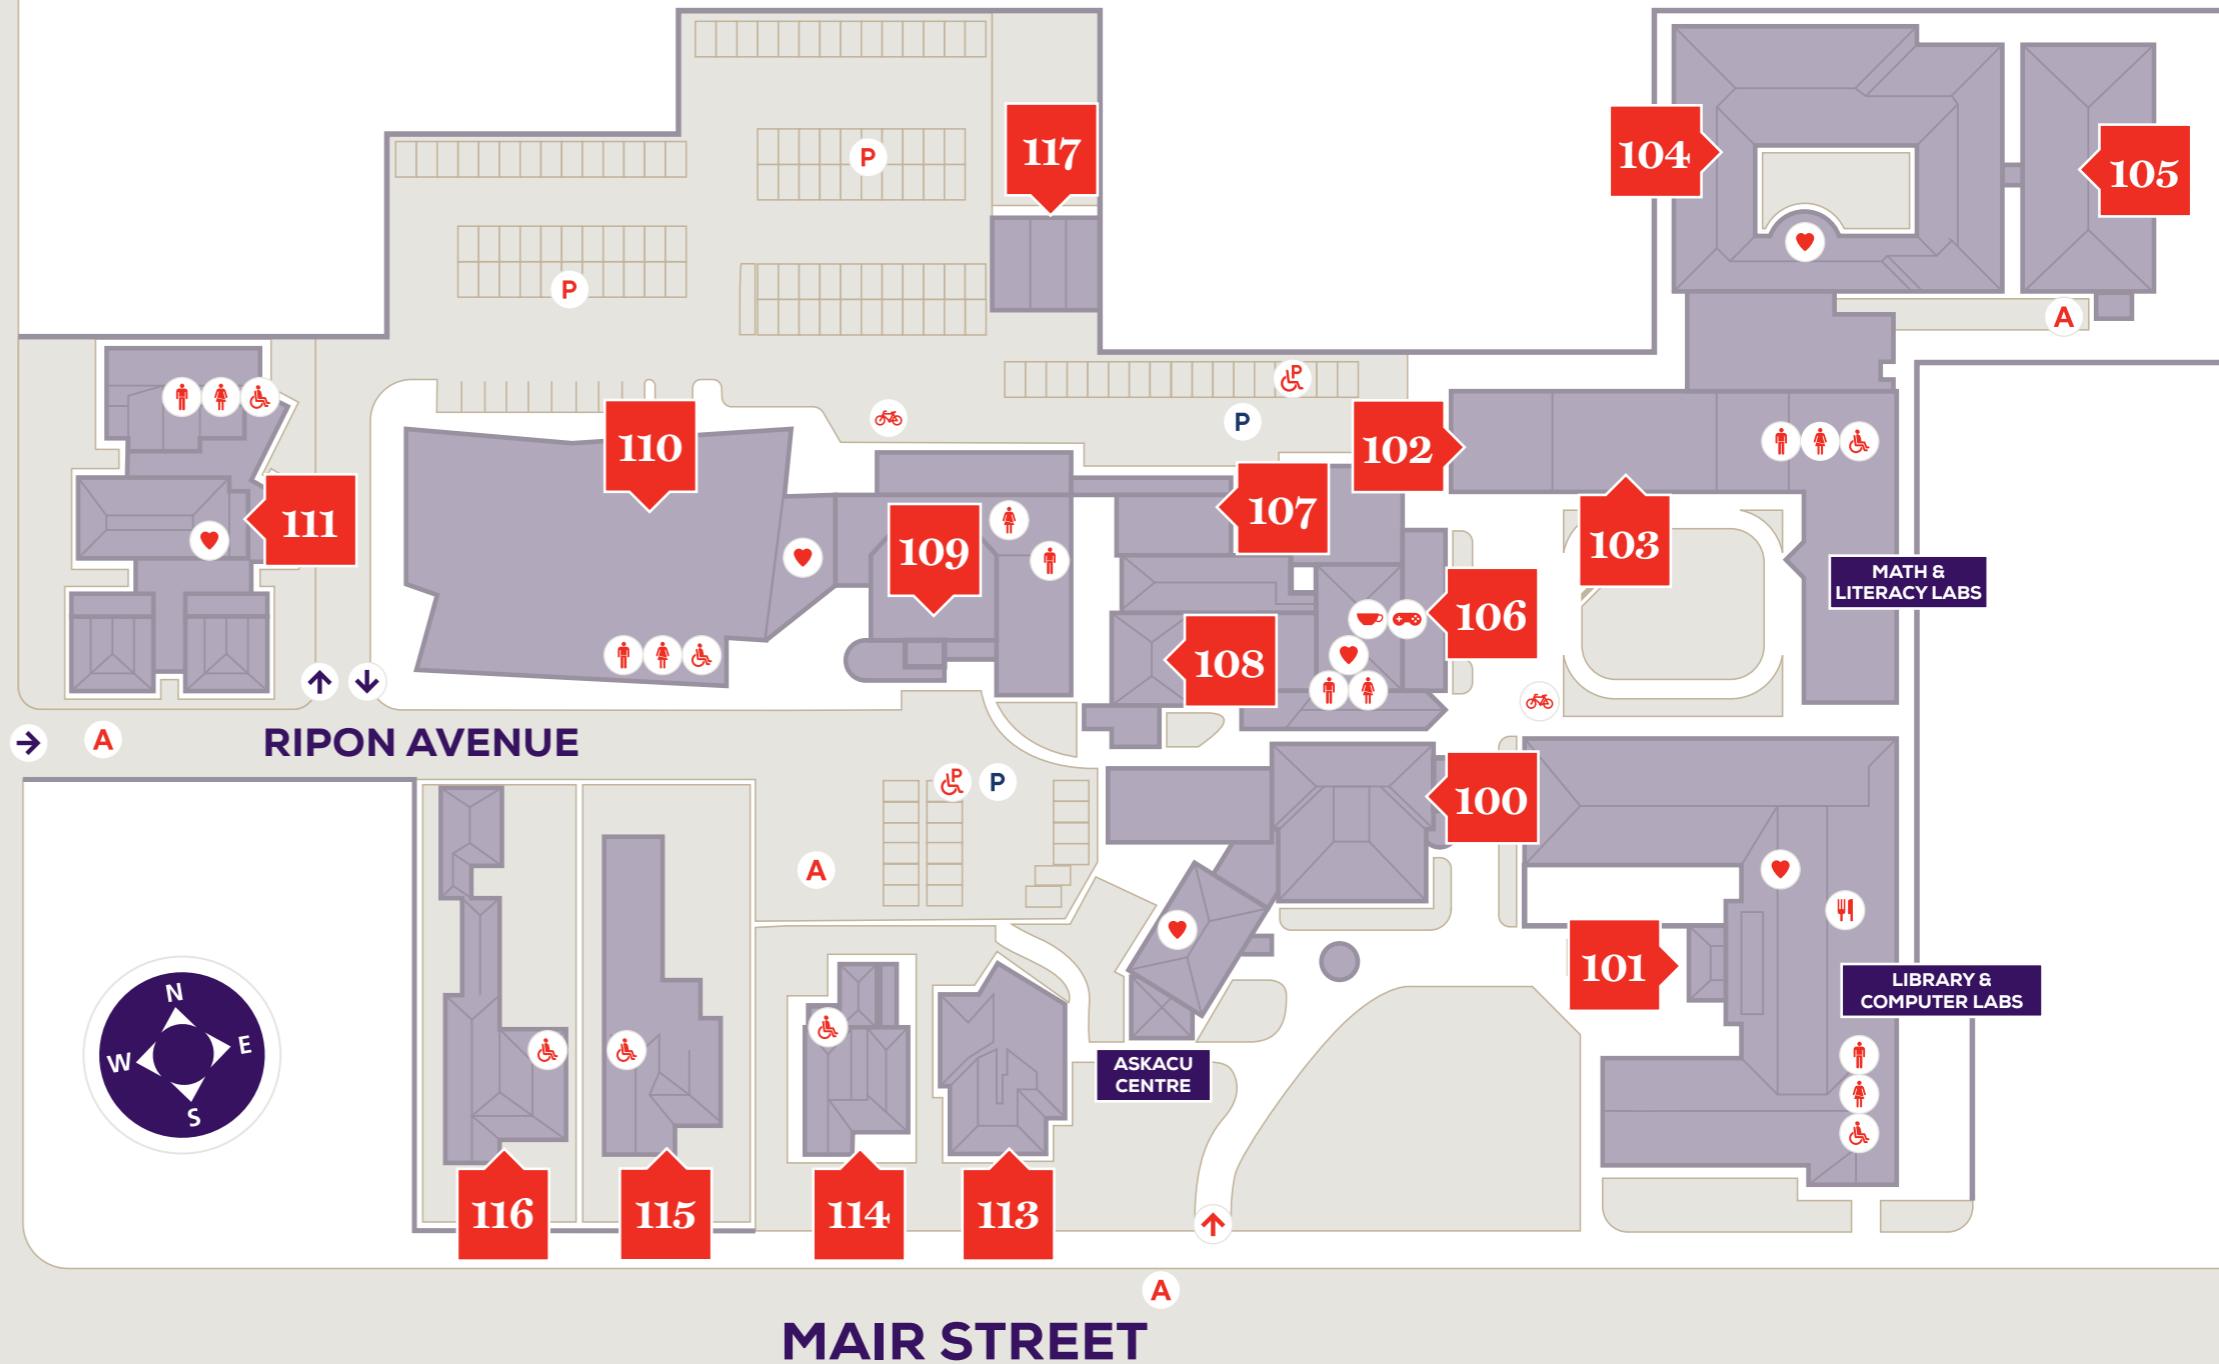 117
P
104
105
P
A
P
P
111
110
102
107
109
103
106
108
MATH &
LITERACY LABS
A
RIPON AVENUE
P
P
100
A
101
LIBRARY &
COMPUTER LABS
N
E
W
S
ASKACU
CENTRE
116
115
114
113
A
MAIR STREET